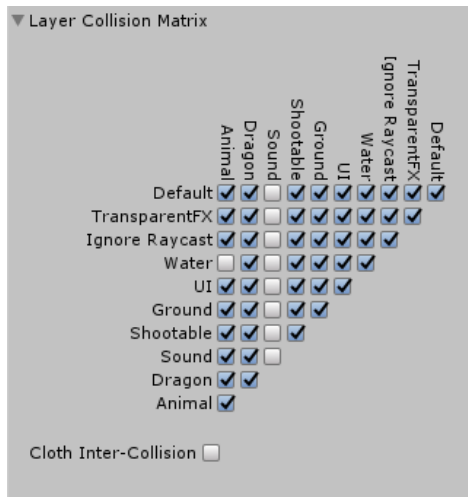 Layer Collision Matrix
Animal
Dragon
Sound
Shootable
Ground
UI
Water
Ignore Raycast
TransparentFX
Default
Default
TransparentFX
Ignore Raycast
Water
UI
Ground
Shootable
Sound
Dragon
Animal
Cloth Inter-Collision